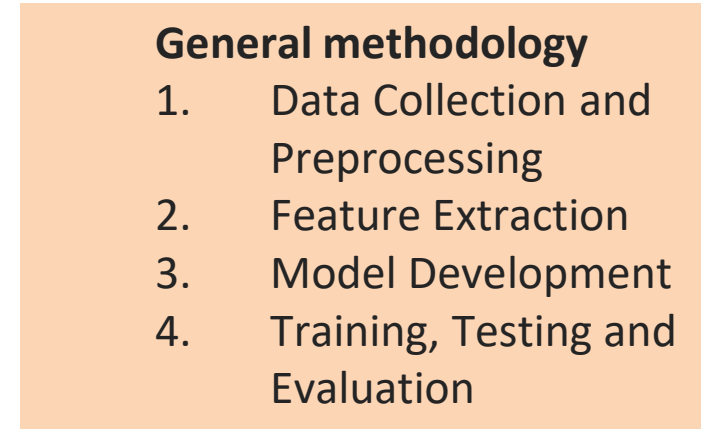 General methodology
1. Data Collection and
Preprocessing
2. Feature Extraction
3. Model Development
4. Training, Testing and
Evaluation